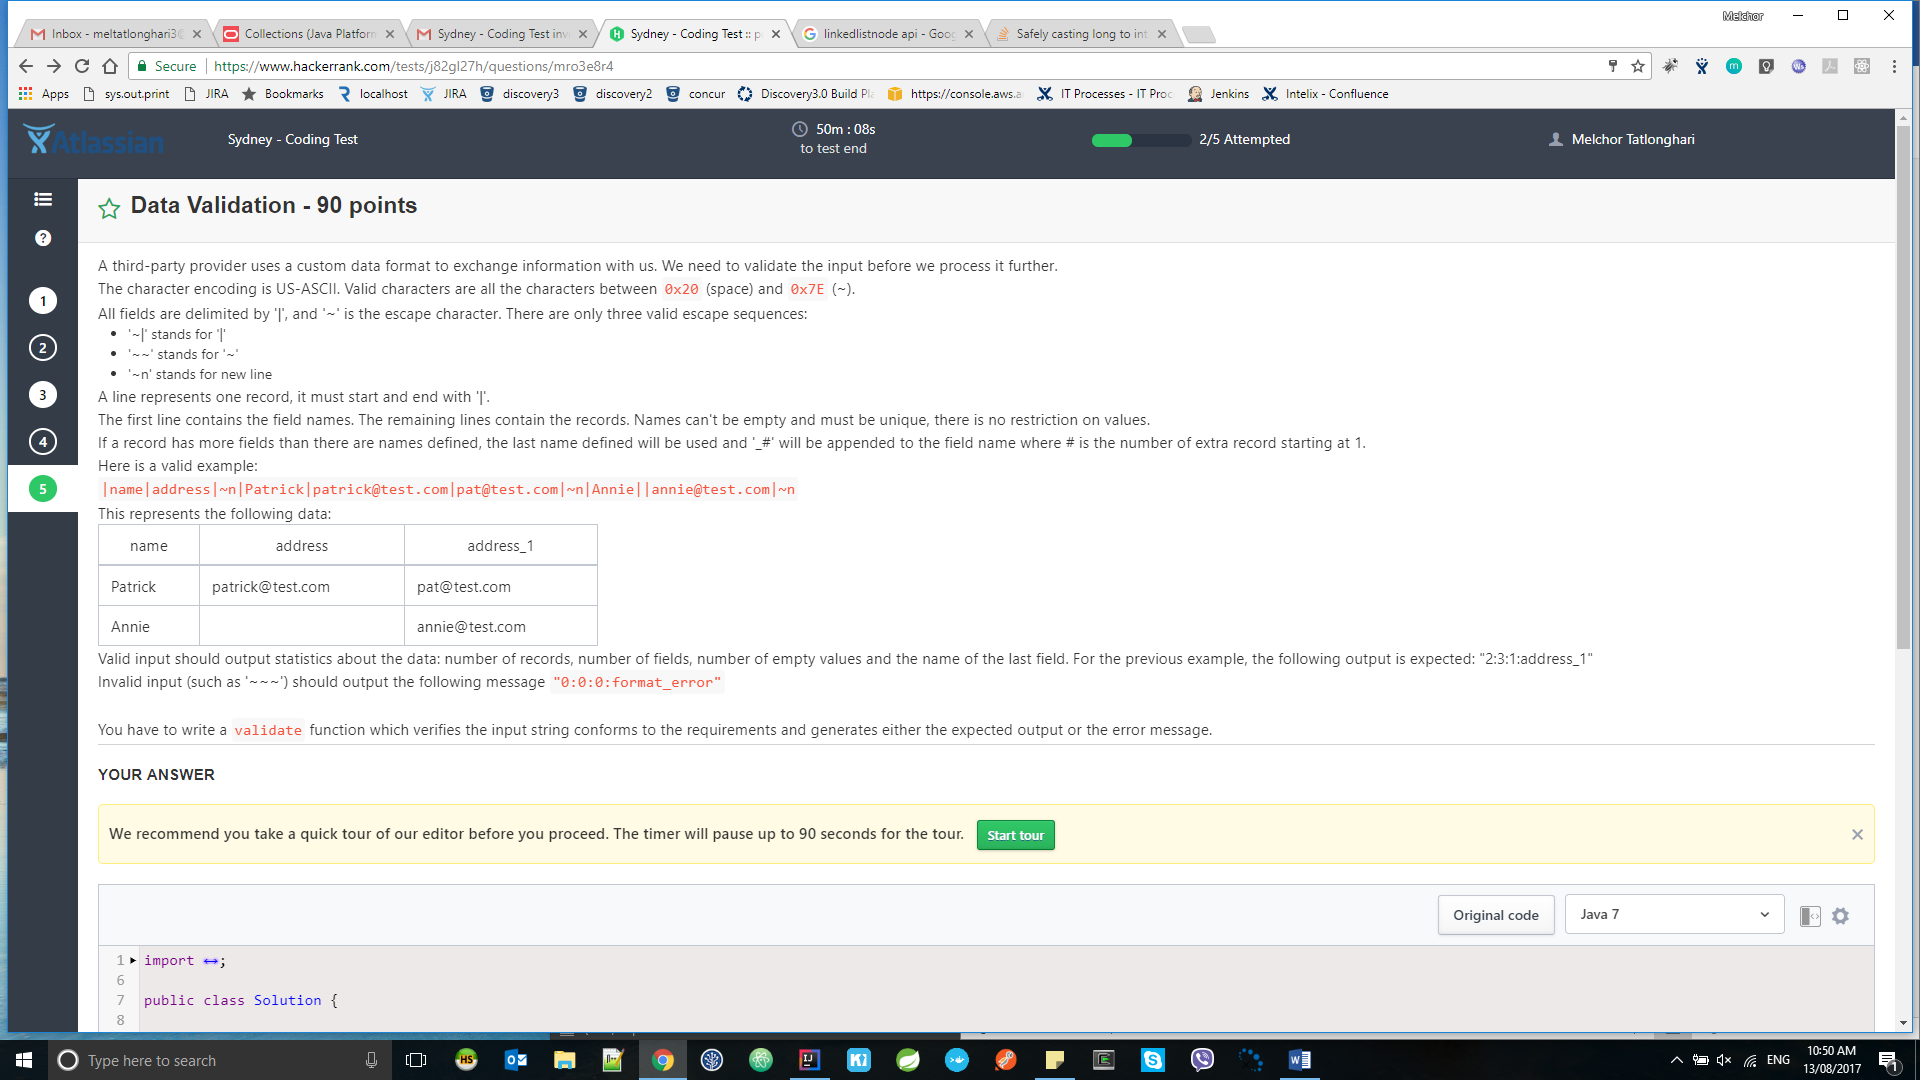 Melchor
Inbox - meltatlonghari3
Collections (Java Platform
Sydney - Coding Test inv
Sydney - Coding Test :: p
linkedlistnode api - Goog
Safely casting long to int
Secure | https://www.hackerrank.com/tests/j82gl27h/questions/mro3e8r4
Apps sys.out.print JIRA Bookmarks localhost JIRA discovery3 discovery2 concur Discovery3.0 Build Pl https://console.aws.a IT Processes - IT Proc Jenkins Intelix - Confluence
Atlassian
Sydney - Coding Test
50m : 08s
to test end
2/5 Attempted
Melchor Tatlonghari
?
1
2
3
4
5
Data Validation - 90 points
A third-party provider uses a custom data format to exchange information with us. We need to validate the input before we process it further.
The character encoding is US-ASCII. Valid characters are all the characters between 0x20 (space) and 0x7E (~).
All fields are delimited by '|', and '~' is the escape character. There are only three valid escape sequences:
• '~|' stands for '|'
• '~~' stands for '~'
• '~n' stands for new line
A line represents one record, it must start and end with '|'.
The first line contains the field names. The remaining lines contain the records. Names can't be empty and must be unique, there is no restriction on values.
If a record has more fields than there are names defined, the last name defined will be used and '_#' will be appended to the field name where # is the number of extra record starting at 1.
Here is a valid example:
|name|address|~n|Patrick|patrick@test.com|pat@test.com|~n|Annie||annie@test.com|~n
This represents the following data:
name address address_1
Patrick patrick@test.com pat@test.com
Annie annie@test.com
Valid input should output statistics about the data: number of records, number of fields, number of empty values and the name of the last field. For the previous example, the following output is expected: "2:3:1:address_1"
Invalid input (such as '~~~') should output the following message "0:0:0:format_error"
You have to write a validate function which verifies the input string conforms to the requirements and generates either the expected output or the error message.
YOUR ANSWER
We recommend you take a quick tour of our editor before you proceed. The timer will pause up to 90 seconds for the tour. Start tour
Original code
Java 7
1 import ↔;
6
7 public class Solution {
8
Type here to search
ENG
10:50 AM
13/08/2017
1